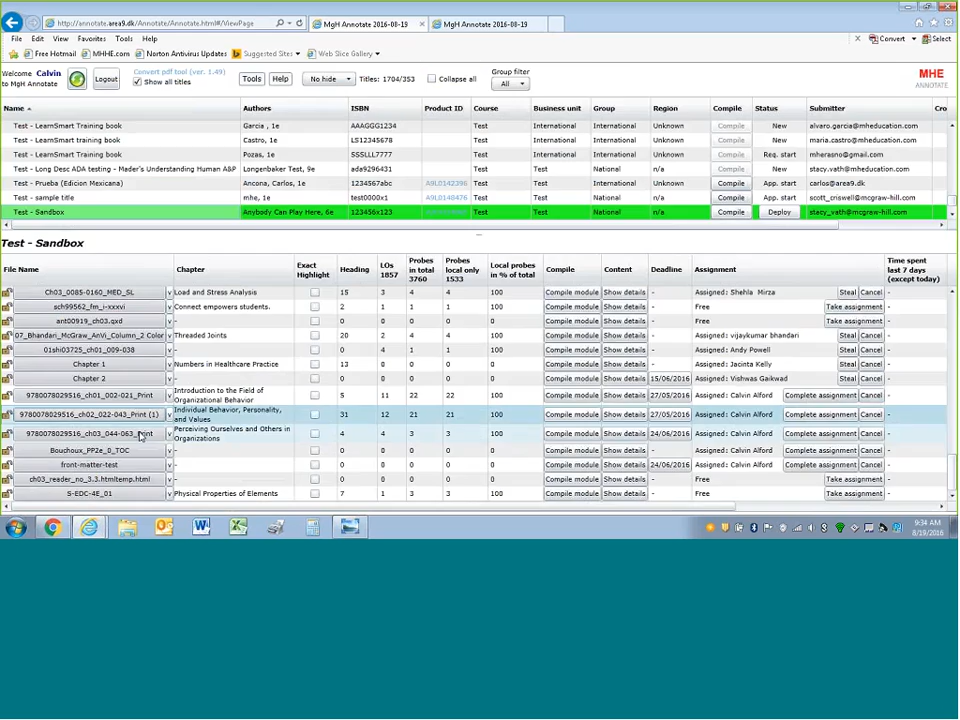 http://annotate.area9.dk/Annotate/Annotate.html#/ViewPage MgH Annotate 2016-08-19 MgH Annotate 2016-08-19
File Edit View Favorites Tools Help Convert Select
Free Hotmail MHHE.com Norton Antivirus Updates Suggested Sites Web Slice Gallery
Welcome Calvin to MgH Annotate Logout Convert pdf tool (ver. 1.49) Show all titles Tools Help No hide Titles: 1704/353 Collapse all Group filter All MHE ANNOTATE
Name Authors ISBN Product ID Course Business unit Group Region Compile Status Submitter Cro
Test - LearnSmart Training book Garcia , 1e AAAGGG1234 Test International International Unknown Compile New alvaro.garcia@mheducation.com
Test - LearnSmart training book Castro, 1e LS12345678 Test International International Unknown Compile New maria.castro@mheducation.com
Test - LearnSmart Training book Pozas, 1e SSSLLL7777 Test International International Unknown Compile Req. start mherasno@gmail.com
Test - Long Desc ADA testing - Mader's Understanding Human A&P Longenbaker Test, 9e ada9296431 Test National National n/a Compile New stacy.vath@mheducation.com
Test - Prueba (Edicion Mexicana) Ancona, Carlos, 1e 1234567abc A9L0142396 Test International International Unknown Compile App. start carlos@area9.dk
Test - sample title mhe, 1e test0000x1 A9L0148476 Test National National n/a Compile App. start scott_criswell@mcgraw-hill.com
Test - Sandbox Anybody Can Play Here, 6e 123456x123 Test National National n/a Compile Deploy stacy_vath@mcgraw-hill.com
Test - Sandbox
File Name Chapter Exact Highlight Heading LOs 1857 Probes in total 3760 Probes local only 1533 Local probes in % of total Compile Content Deadline Assignment Time spent last 7 days (except today)
Ch03_0085-0160_MED_SL v Load and Stress Analysis 15 3 4 4 100 Compile module Show details - Assigned: Shehla Mirza Steal Cancel -
sch99562_fm_i-xxxvi v Connect empowers students. 2 1 1 1 100 Compile module Show details - Free Take assignment -
ant00919_ch03.qxd v - 0 0 0 0 0 Compile module Show details - Free Take assignment -
07_Bhandari_McGraw_AnVi_Column_2 Color v Threaded Joints 20 2 4 4 100 Compile module Show details - Assigned: vijaykumar bhandari Steal Cancel -
01shi03725_ch01_009-038 v - 0 4 1 1 100 Compile module Show details - Assigned: Andy Powell Steal Cancel -
Chapter 1 v Numbers in Healthcare Practice 13 0 0 0 0 Compile module Show details - Assigned: Jacinta Kelly Steal Cancel -
Chapter 2 v - 0 0 0 0 0 Compile module Show details 15/06/2016 Assigned: Vishwas Gaikwad Steal Cancel -
9780078029516_ch01_002-021_Print v Introduction to the Field of Organizational Behavior 5 11 22 22 100 Compile module Show details 27/05/2016 Assigned: Calvin Alford Complete assignment Cancel -
9780078029516_ch02_022-043_Print (1) v Individual Behavior, Personality, and Values 31 12 21 21 100 Compile module Show details 27/05/2016 Assigned: Calvin Alford Complete assignment Cancel -
9780078029516_ch03_044-063_Print v Perceiving Ourselves and Others in Organizations 4 4 3 3 100 Compile module Show details 24/06/2016 Assigned: Calvin Alford Complete assignment Cancel -
Bouchoux_PP2e_D_TOC v - 0 0 0 0 0 Compile module Show details - Assigned: Calvin Alford Complete assignment Cancel -
front-matter-test v - 0 0 0 0 0 Compile module Show details 24/06/2016 Assigned: Calvin Alford Complete assignment Cancel -
ch03_reader_no_3.3.htmltemp.html v - 0 0 0 0 0 Compile module Show details - Free Take assignment -
S-EDC-4E_01 v Physical Properties of Elements 7 1 3 3 100 Compile module Show details - Free Take assignment -
9:34 AM
8/19/2016